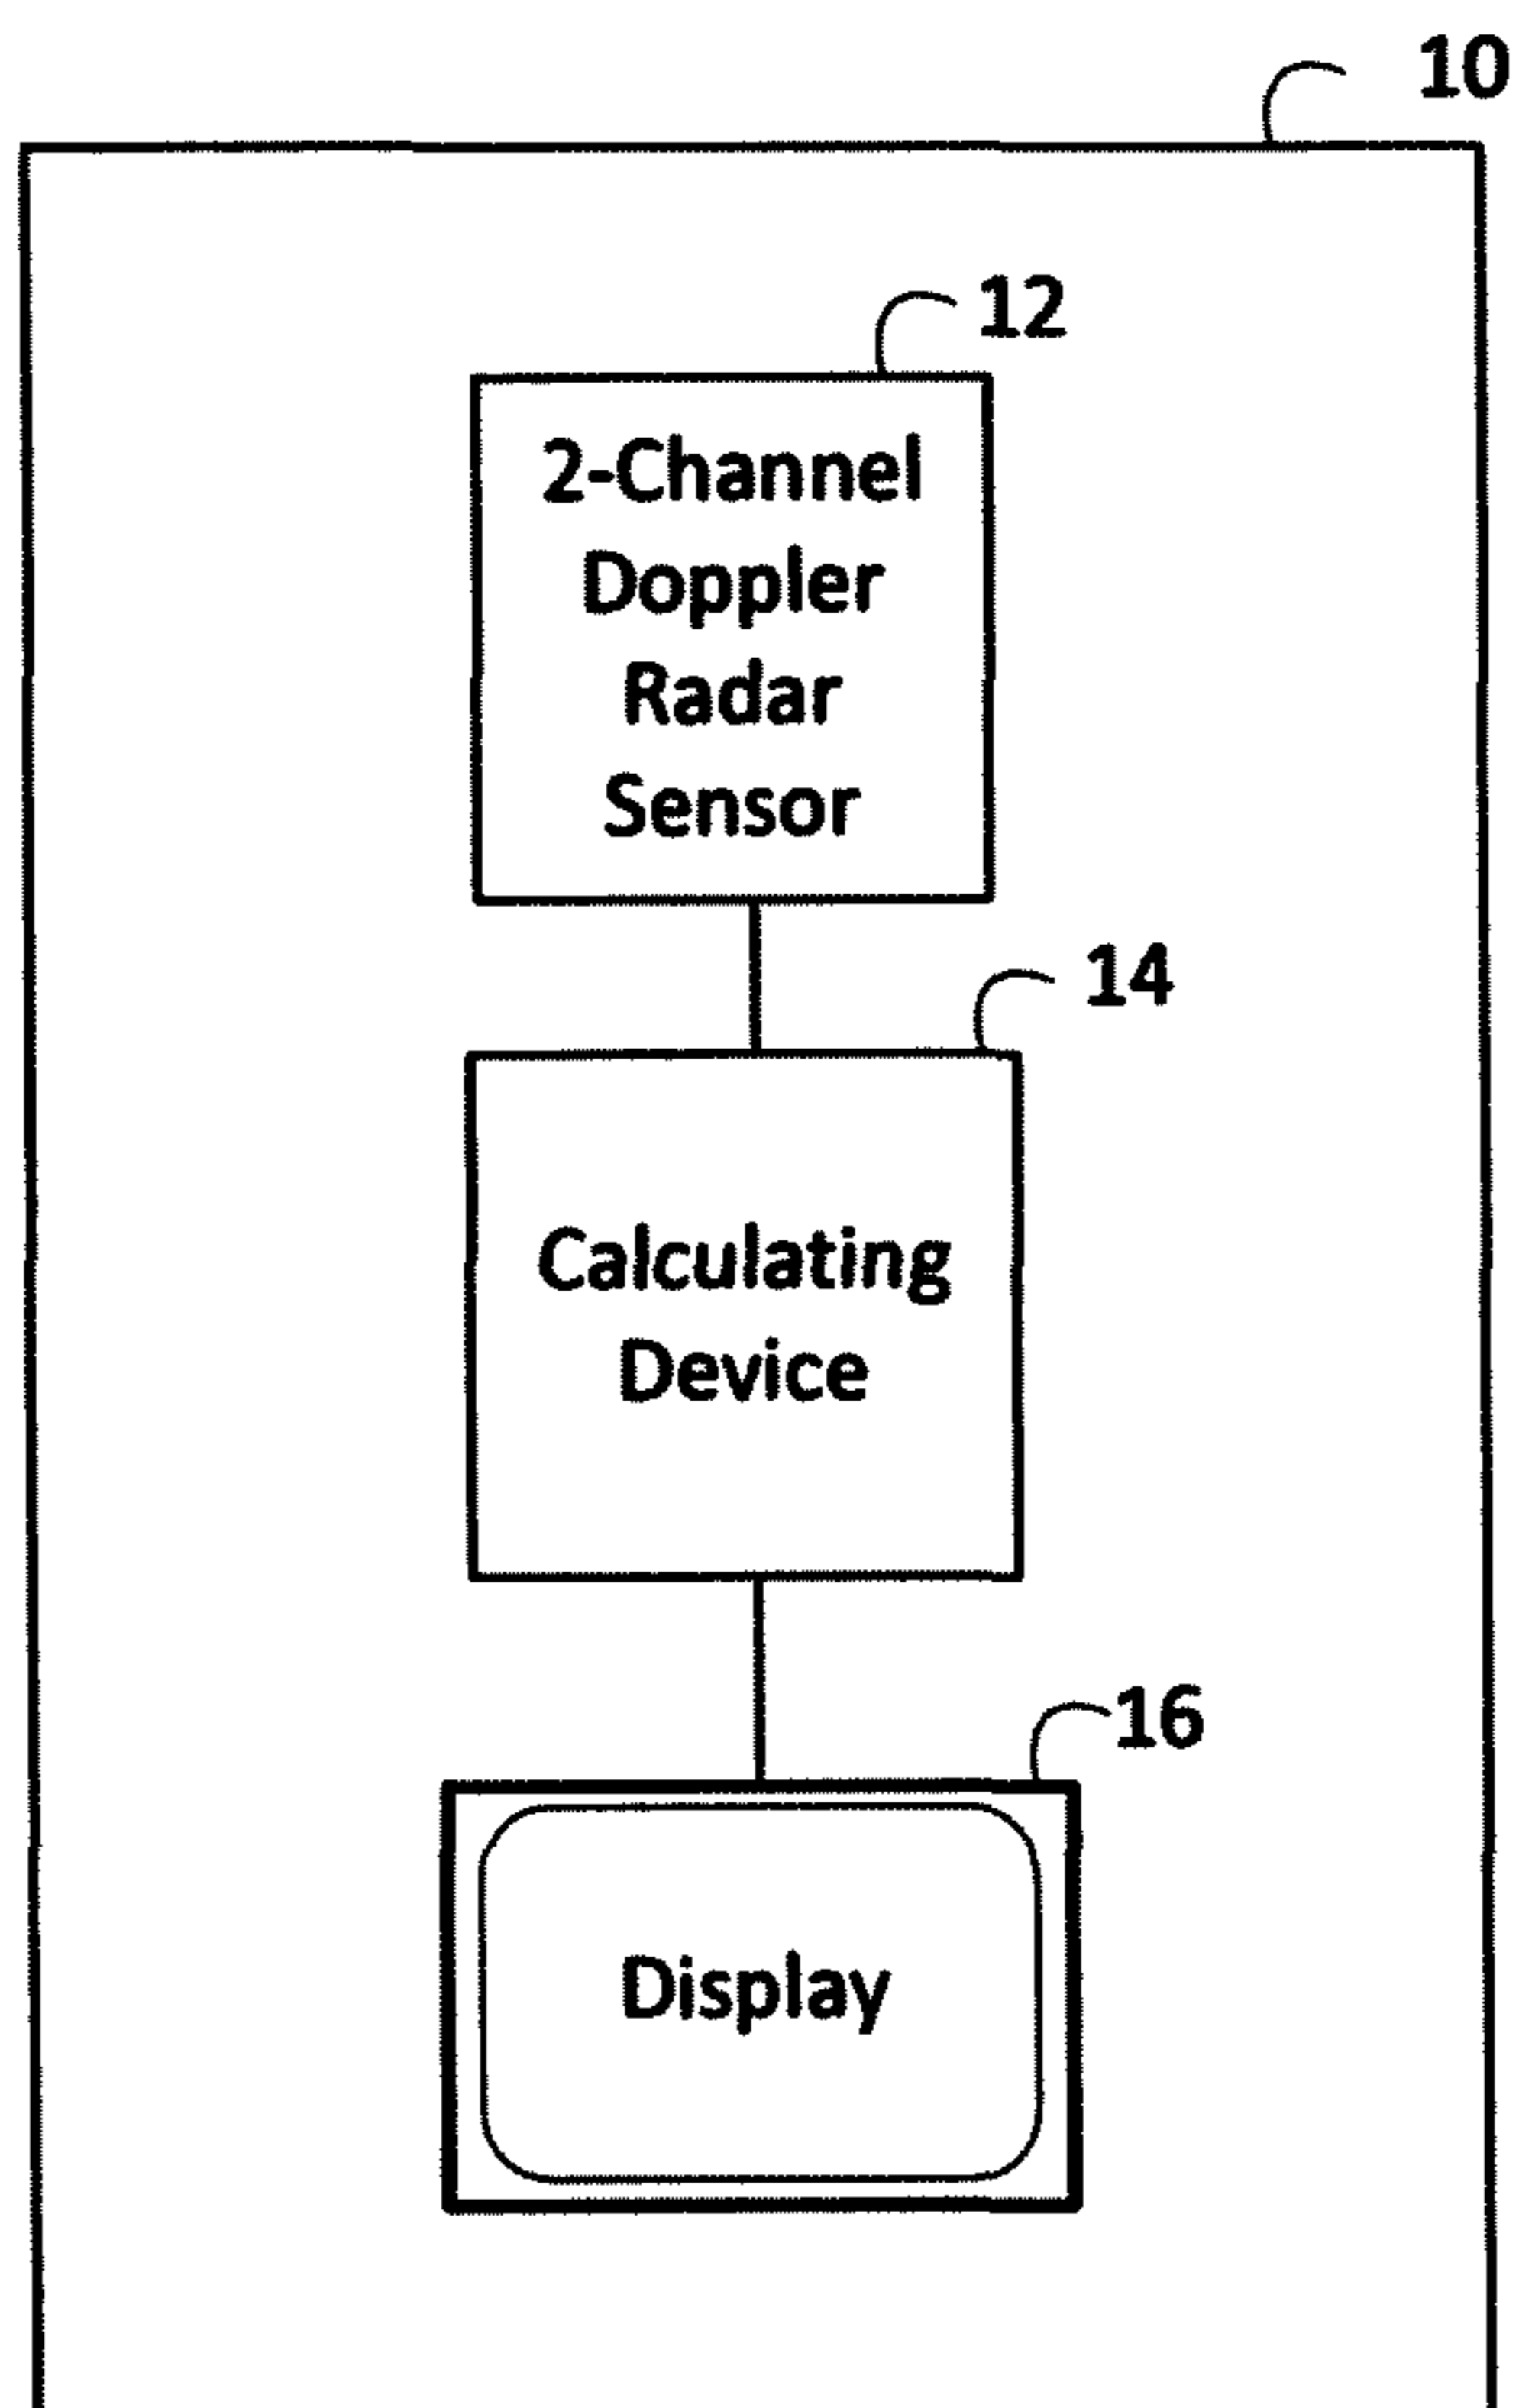 10
12
2-Channel
Doppler
Radar
Sensor
14
Calculating
Device
16
Display